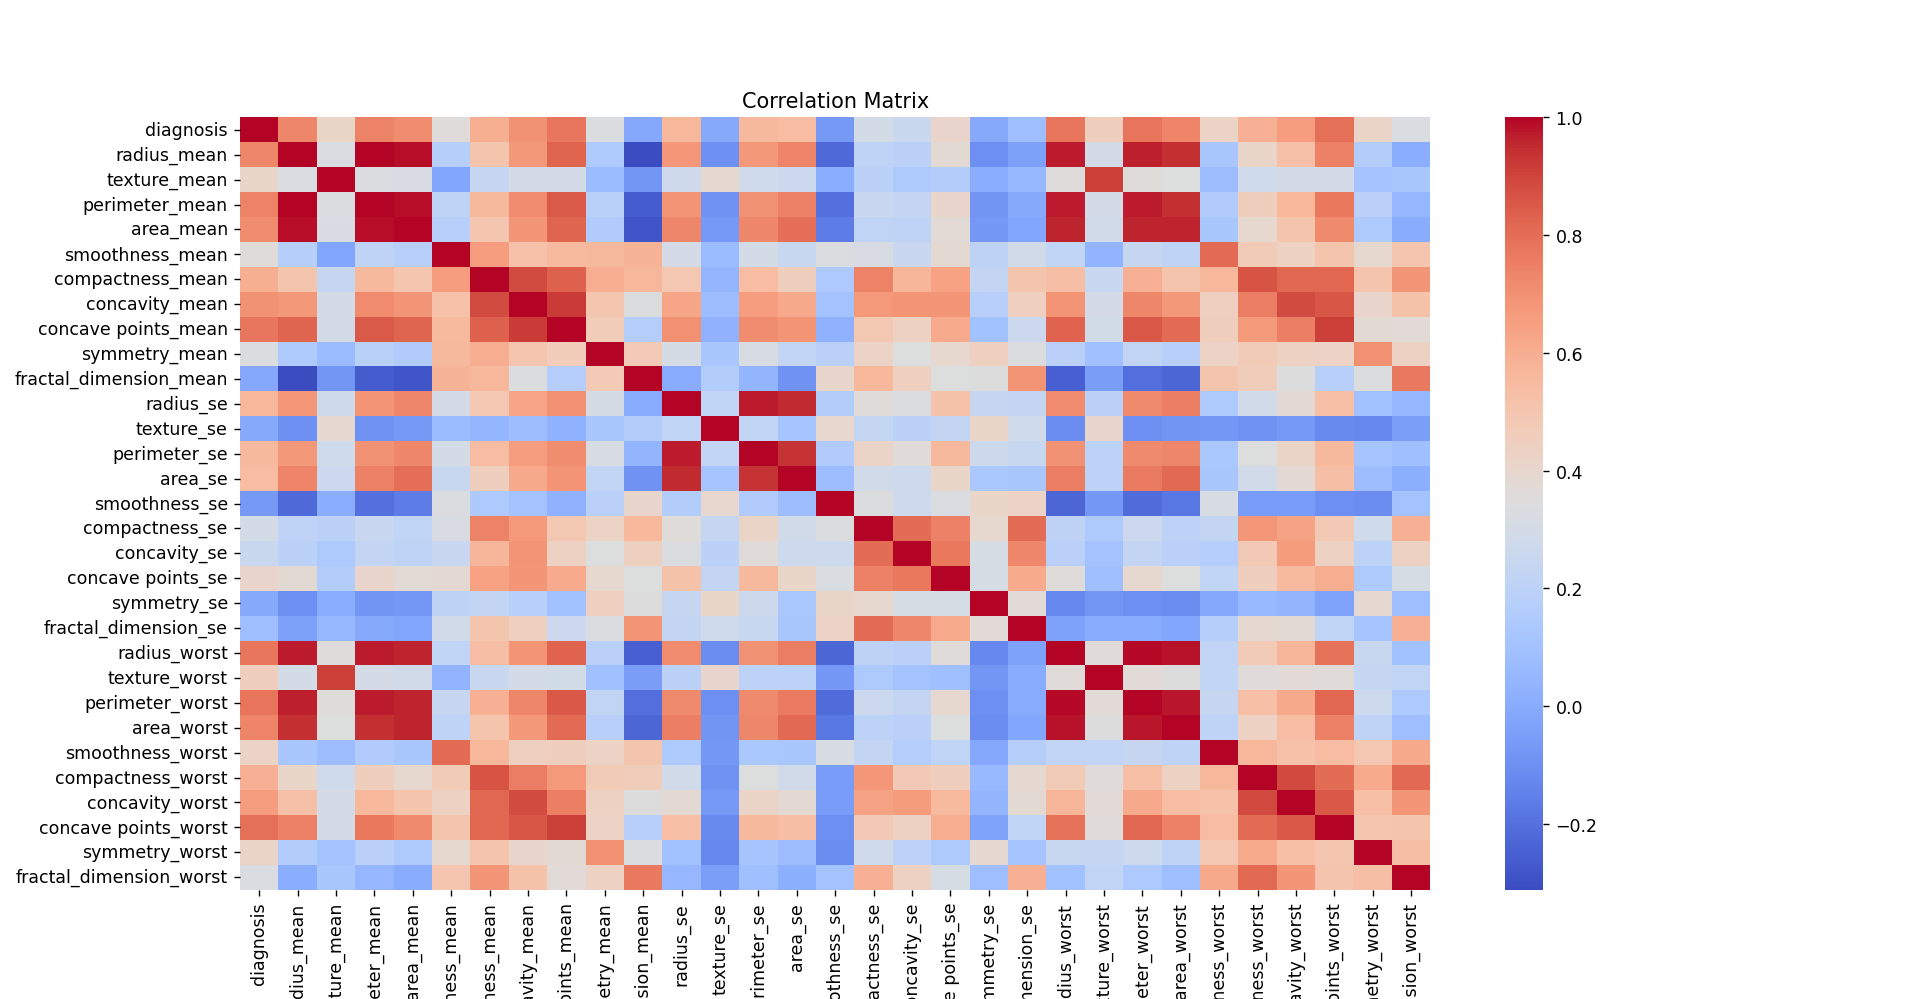 Correlation Matrix
diagnosis
radius_mean
texture_mean
perimeter_mean
area_mean
smoothness_mean
compactness_mean
concavity_mean
concave points_mean
symmetry_mean
fractal_dimension_mean
radius_se
texture_se
perimeter_se
area_se
smoothness_se
compactness_se
concavity_se
concave points_se
symmetry_se
fractal_dimension_se
radius_worst
texture_worst
perimeter_worst
area_worst
smoothness_worst
compactness_worst
concavity_worst
concave points_worst
symmetry_worst
fractal_dimension_worst
diagnosis
dius_mean
ture_mean
eter_mean
area_mean
ness_mean
ness_mean
avity_mean
oints_mean
etry_mean
sion_mean
radius_se
texture_se
rimeter_se
area_se
othness_se
actness_se
oncavity_se
e points_se
mmetry_se
mension_se
dius_worst
ture_worst
eter_worst
area_worst
ness_worst
ness_worst
avity_worst
oints_worst
metry_worst
sion_worst
1.0
0.8
0.6
0.4
0.2
0.0
−0.2